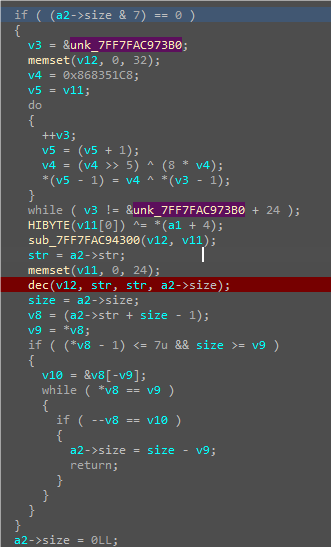 if ( (a2->size & 7) == 0 )
{
v3 = &unk_7FF7FAC973B0;
memset(v12, 0, 32);
v4 = 0x868351C8;
v5 = v11;
do
{
++v3;
v5 = (v5 + 1);
v4 = (v4 >> 5) ^ (8 * v4);
*(v5 - 1) = v4 ^ *(v3 - 1);
}
while ( v3 != &unk_7FF7FAC973B0 + 24 );
HIBYTE(v11[0]) ^= *(a1 + 4);
sub_7FF7FAC94300(v12, v11);
str = a2->str;
memset(v11, 0, 24);
dec(v12, str, str, a2->size);
size = a2->size;
v8 = (a2->str + size - 1);
v9 = *v8;
if ( (*v8 - 1) <= 7u && size >= v9 )
{
v10 = &v8[-v9];
while ( *v8 == v9 )
{
if ( --v8 == v10 )
{
a2->size = size - v9;
return;
}
}
}
}
a2->size = 0LL;